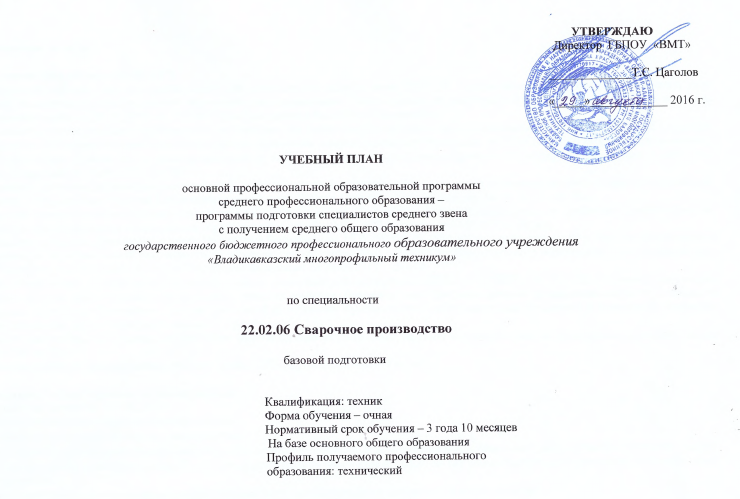 УТВЕРЖДАЮ
Директор ГБПОУ «ВМТ»
Т.С. Цаголов
« 29 » августа 2016 г.
УЧЕБНЫЙ ПЛАН
основной профессиональной образовательной программы
среднего профессионального образования –
программы подготовки специалистов среднего звена
с получением среднего общего образования
государственного бюджетного профессионального образовательного учреждения
«Владикавказский многопрофильный техникум»
по специальности
22.02.06 Сварочное производство
базовой подготовки
Квалификация: техник
Форма обучения – очная
Нормативный срок обучения – 3 года 10 месяцев
На базе основного общего образования
Профиль получаемого профессионального
образования: технический